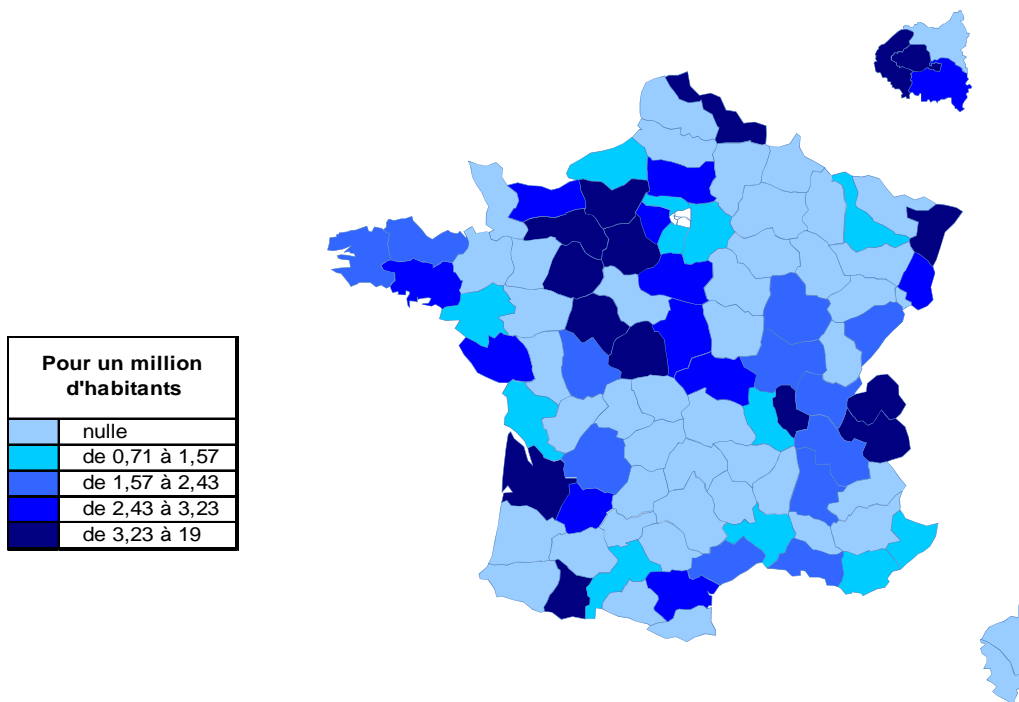 Pour un million
d'habitants
nulle
de 0,71 à 1,57
de 1,57 à 2,43
de 2,43 à 3,23
de 3,23 à 19